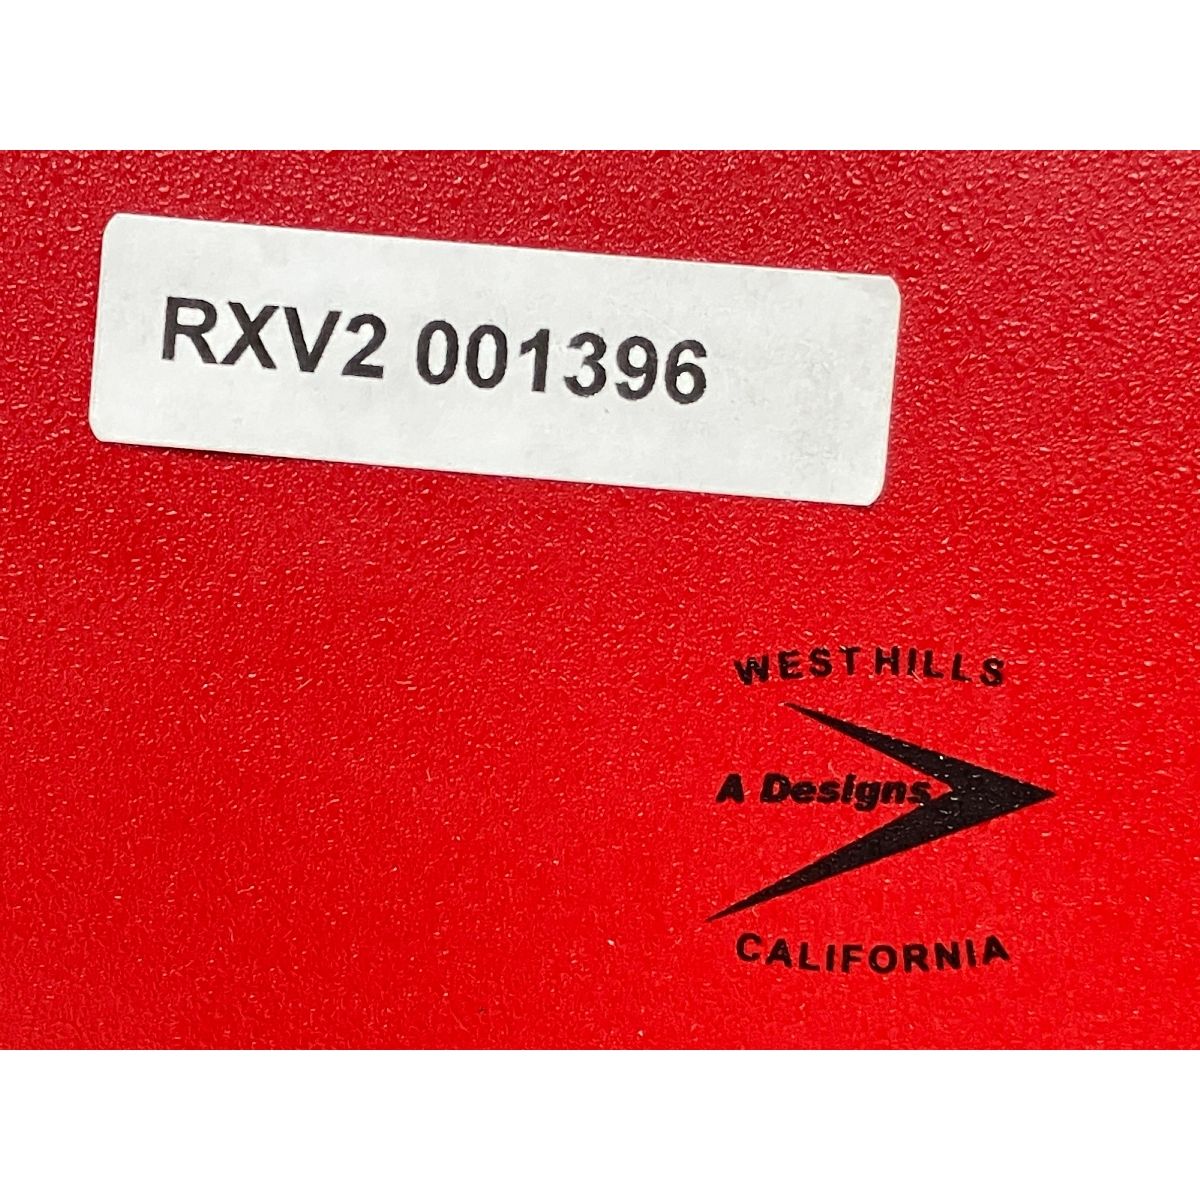 RXV2 001396
WEST HILLS
A Designs
CALIFORNIA